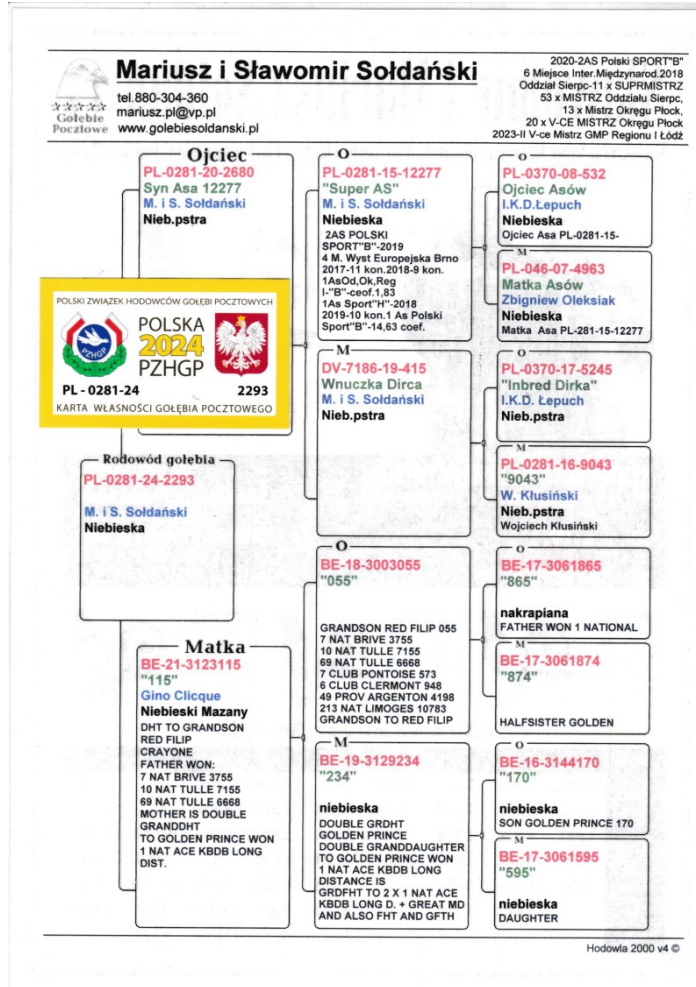 Mariusz i Sławomir Sołdański
tel.880-304-360
mariusz.pl@vp.pl
www.golebiesoldanski.pl
Gołebie
Pocztowe
2020-2AS Polski SPORT"B"
6 Miejsce Inter.Międzynarod.2018
Oddział Sierpc-11 x SUPRMISTRZ
53 x MISTRZ Oddziału Sierpc,
13 x Mistrz Okręgu Płock,
20 x V-CE MISTRZ Okręgu Płock
2023-II V-ce Mistrz GMP Regionu I Łódź
Ojciec
PL-0281-20-2680
Syn Asa 12277
M. i S. Sołdański
Nieb.pstra
POLSKI ZWIĄZEK HODOWCÓW GOŁĘBI POCZTOWYCH
PZHGP
POLSKA
2024
PZHGP
PL - 0281-24 2293
KARTA WŁASNOŚCI GOŁĘBIA POCZTOWEGO
Rodowód gołębia
PL-0281-24-2293
M. i S. Sołdański
Niebieska
Matka
BE-21-3123115
"115"
Gino Clicque
Niebieski Mazany
DHT TO GRANDSON
RED FILIP
CRAYONE
FATHER WON:
7 NAT BRIVE 3755
10 NAT TULLE 7155
69 NAT TULLE 6668
MOTHER IS DOUBLE
GRANDDHT
TO GOLDEN PRINCE WON
1 NAT ACE KBDB LONG
DIST.
O
PL-0281-15-12277
"Super AS"
M. i S. Sołdański
Niebieska
2AS POLSKI
SPORT"B"-2019
4 M. Wyst Europejska Brno
2017-11 kon.2018-9 kon.
1AsOd,Ok,Reg
I-"B"-ceof.1,83
1As Sport"H"-2018
2019-10 kon.1 As Polski
Sport"B"-14,63 coef.
M
DV-7186-19-415
Wnuczka Dirca
M. i S. Sołdański
Nieb.pstra
O
BE-18-3003055
"055"
GRANDSON RED FILIP 055
7 NAT BRIVE 3755
10 NAT TULLE 7155
69 NAT TULLE 6668
7 CLUB PONTOISE 573
6 CLUB CLERMONT 948
49 PROV ARGENTON 4198
213 NAT LIMOGES 10783
GRANDSON TO RED FILIP
M
BE-19-3129234
"234"
niebieska
DOUBLE GRDHT
GOLDEN PRINCE
DOUBLE GRANDDAUGHTER
TO GOLDEN PRINCE WON
1 NAT ACE KBDB LONG
DISTANCE IS
GRDFHT TO 2 X 1 NAT ACE
KBDB LONG D. + GREAT MD
AND ALSO FHT AND GFTH
O
PL-0370-08-532
Ojciec Asów
I.K.D.Łepuch
Niebieska
Ojciec Asa PL-0281-15-
M
PL-046-07-4963
Matka Asów
Zbigniew Oleksiak
Niebieska
Matka Asa PL-281-15-12277
O
PL-0370-17-5245
"Inbred Dirka"
I.K.D. Łepuch
Nieb.pstra
M
PL-0281-16-9043
"9043"
W. Kłusiński
Nieb.pstra
Wojciech Kłusiński
O
BE-17-3061865
"865"
nakrapiana
FATHER WON 1 NATIONAL
M
BE-17-3061874
"874"
HALFSISTER GOLDEN
O
BE-16-3144170
"170"
niebieska
SON GOLDEN PRINCE 170
M
BE-17-3061595
"595"
niebieska
DAUGHTER
Hodowla 2000 v4 ©